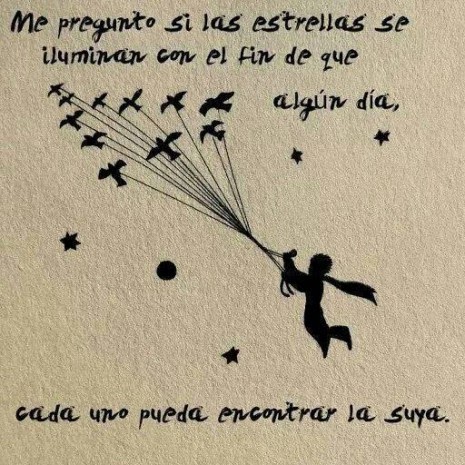 Me pregunto si las estrellas se
iluminan con el fin de que
algún día,
cada uno pueda encontrar la suya.